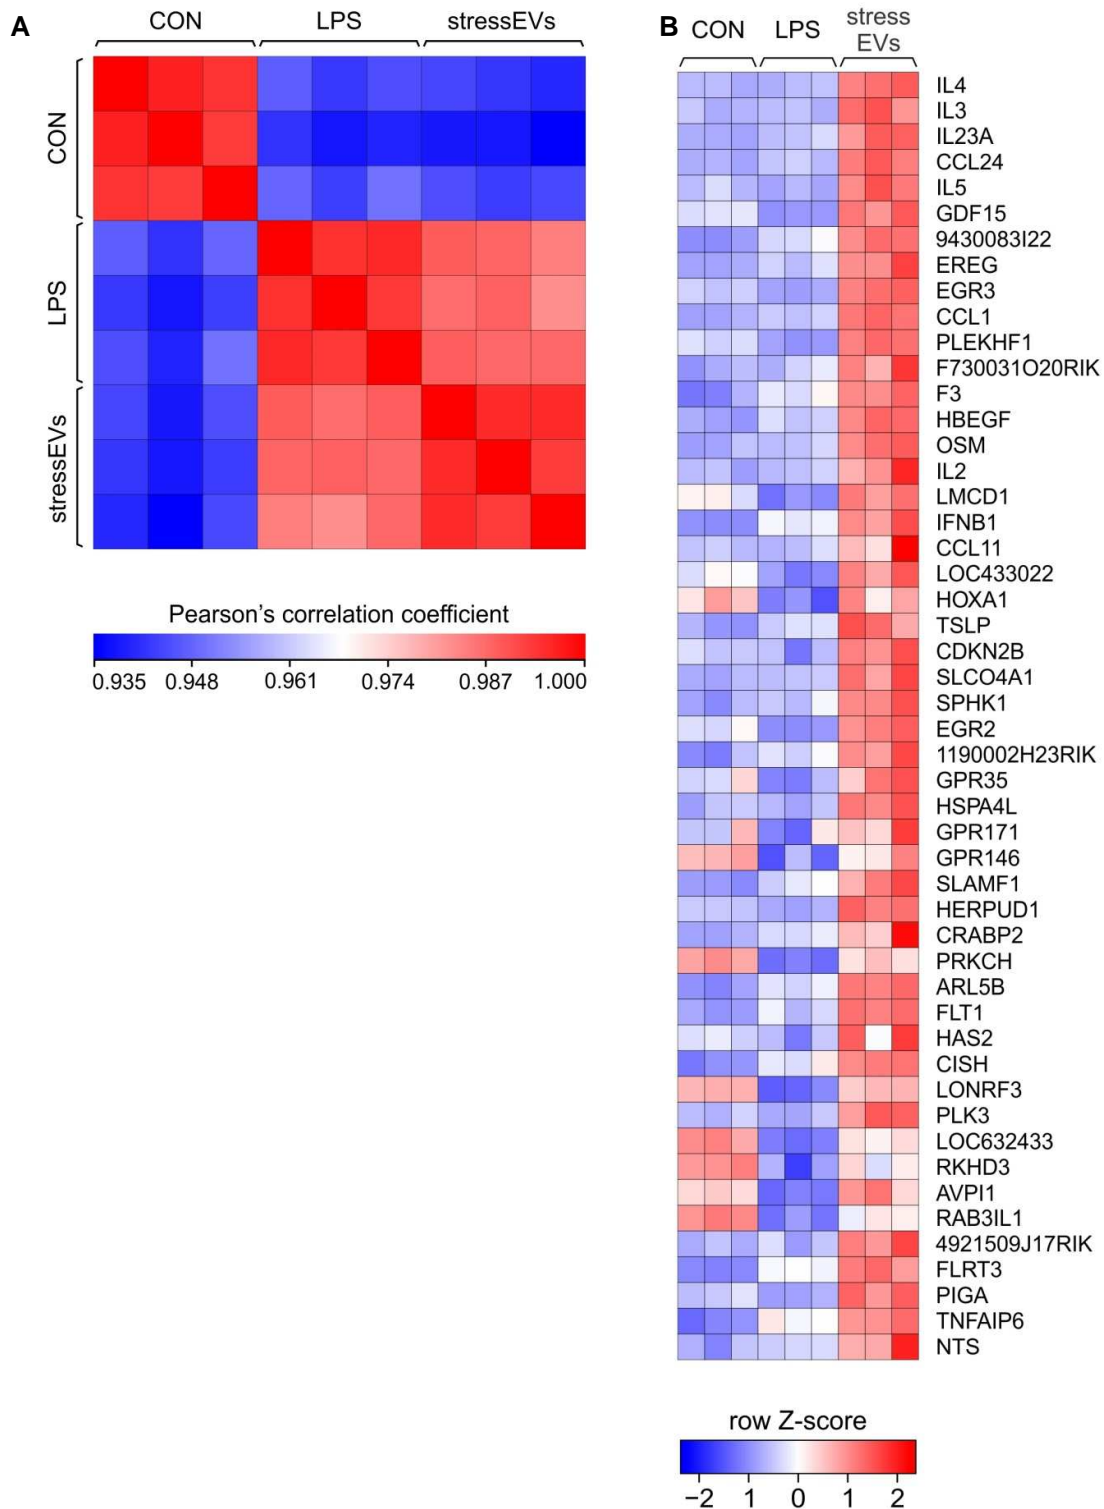 A
CON
LPS
stressEVs
CON
LPS
stressEVs
Pearson's correlation coefficient
0.935 0.948 0.961 0.974 0.987 1.000
B
CON
LPS
stress
EVs
IL4
IL3
IL23A
CCL24
IL5
GDF15
9430083I22
EREG
EGR3
CCL1
PLEKHF1
F730031O20RIK
F3
HBEGF
OSM
IL2
LMCD1
IFNB1
CCL11
LOC433022
HOXA1
TSLP
CDKN2B
SLCO4A1
SPHK1
EGR2
1190002H23RIK
GPR35
HSPA4L
GPR171
GPR146
SLAMF1
HERPUD1
CRABP2
PRKCH
ARL5B
FLT1
HAS2
CISH
LONRF3
PLK3
LOC632433
RKHD3
AVPI1
RAB3IL1
4921509J17RIK
FLRT3
PIGA
TNFAIP6
NTS
row Z-score
−2 1 0 1 2